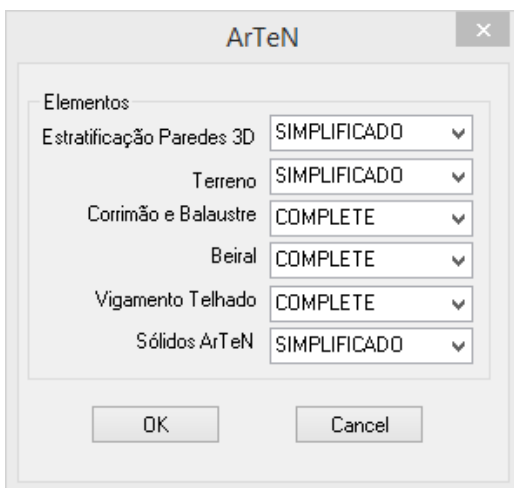 ArTeN
Elementos
Estratificação Paredes 3D SIMPLIFICADO
Terreno SIMPLIFICADO
Corrimão e Balaustre COMPLETE
Beiral COMPLETE
Vigamento Telhado COMPLETE
Sólidos ArTeN SIMPLIFICADO
OK Cancel